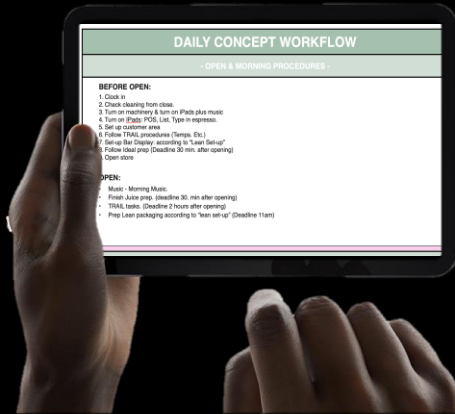 DAILY CONCEPT WORKFLOW
- OPEN & MORNING PROCEDURES -
BEFORE OPEN:
1. Clock in
2. Check cleaning from close.
3. Turn on machinery & turn on iPads plus music
4. Turn on iPads: POS, List, Type in espresso.
5. Set up customer area
6. Follow TRAIL procedures (Temps. Etc.)
7. Set-up Bar Display: according to "Lean Set-up"
8. Follow Ideal prep (Deadline 30 min. after opening)
Open store
OPEN:
- Music - Morning Music.
- Finish Juice prep. (deadline 30. min after opening)
- TRAIL tasks. (Deadline 2 hours after opening)
- Prep Lean packaging according to "lean set-up" (Deadline 11am)